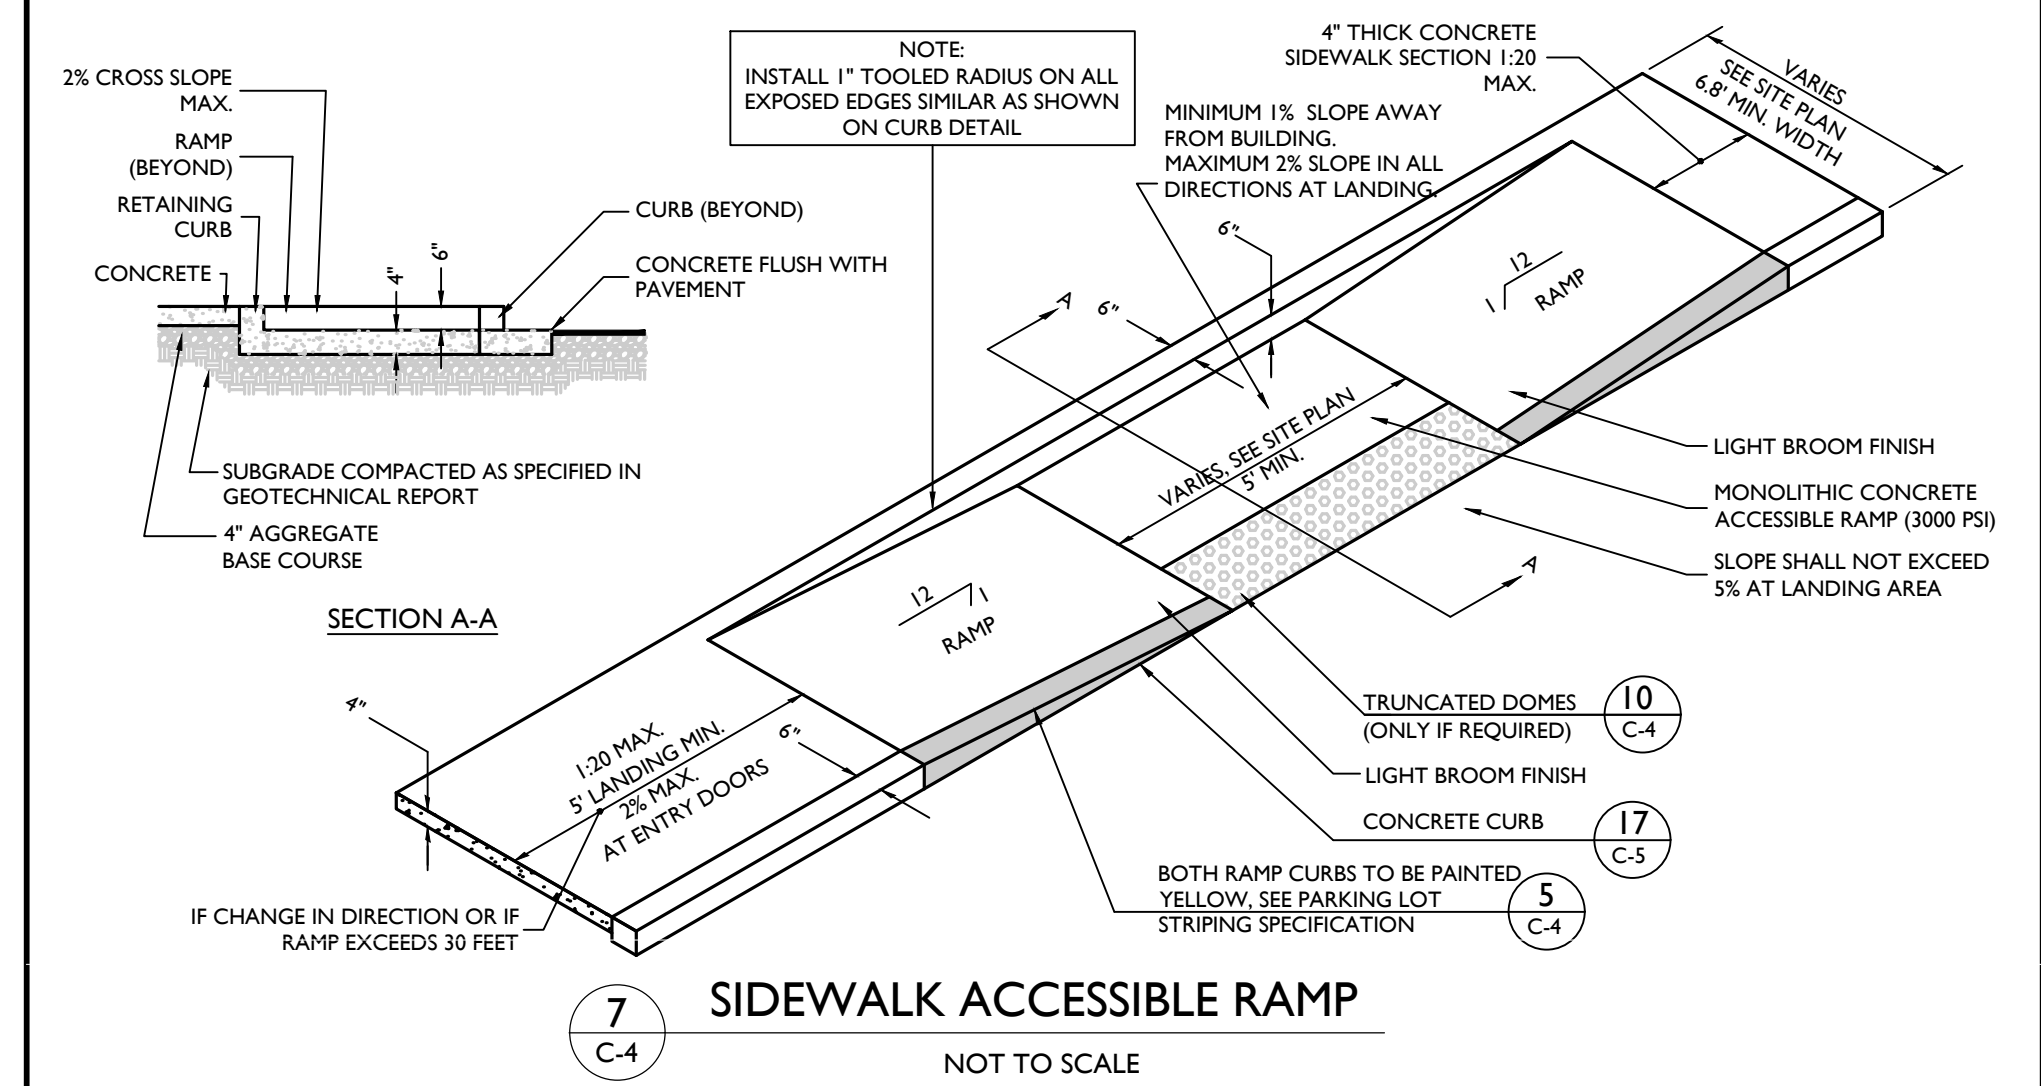 2% CROSS SLOPE
MAX.
RAMP
(BEYOND)
RETAINING
CURB
CONCRETE
4"
6"
CURB (BEYOND)
CONCRETE FLUSH WITH
PAVEMENT
SUBGRADE COMPACTED AS SPECIFIED IN
GEOTECHNICAL REPORT
4" AGGREGATE
BASE COURSE
SECTION A-A
NOTE:
INSTALL 1" TOOLED RADIUS ON ALL
EXPOSED EDGES SIMILAR AS SHOWN
ON CURB DETAIL
4" THICK CONCRETE
SIDEWALK SECTION 1:20
MAX.
VARIES
SEE SITE PLAN
6.8' MIN. WIDTH
MINIMUM 1% SLOPE AWAY
FROM BUILDING.
MAXIMUM 2% SLOPE IN ALL
DIRECTIONS AT LANDING.
6"
6"
A
12
1
RAMP
VARIES, SEE SITE PLAN
5' MIN.
LIGHT BROOM FINISH
MONOLITHIC CONCRETE
ACCESSIBLE RAMP (3000 PSI)
SLOPE SHALL NOT EXCEED
5% AT LANDING AREA
A
12
1
RAMP
TRUNCATED DOMES
(ONLY IF REQUIRED)
10
C-4
LIGHT BROOM FINISH
CONCRETE CURB
17
C-5
BOTH RAMP CURBS TO BE PAINTED
YELLOW, SEE PARKING LOT
STRIPING SPECIFICATION
5
C-4
4"
1:20 MAX.
5' LANDING MIN.
2% MAX.
AT ENTRY DOORS
6"
IF CHANGE IN DIRECTION OR IF
RAMP EXCEEDS 30 FEET
7
C-4
SIDEWALK ACCESSIBLE RAMP
NOT TO SCALE